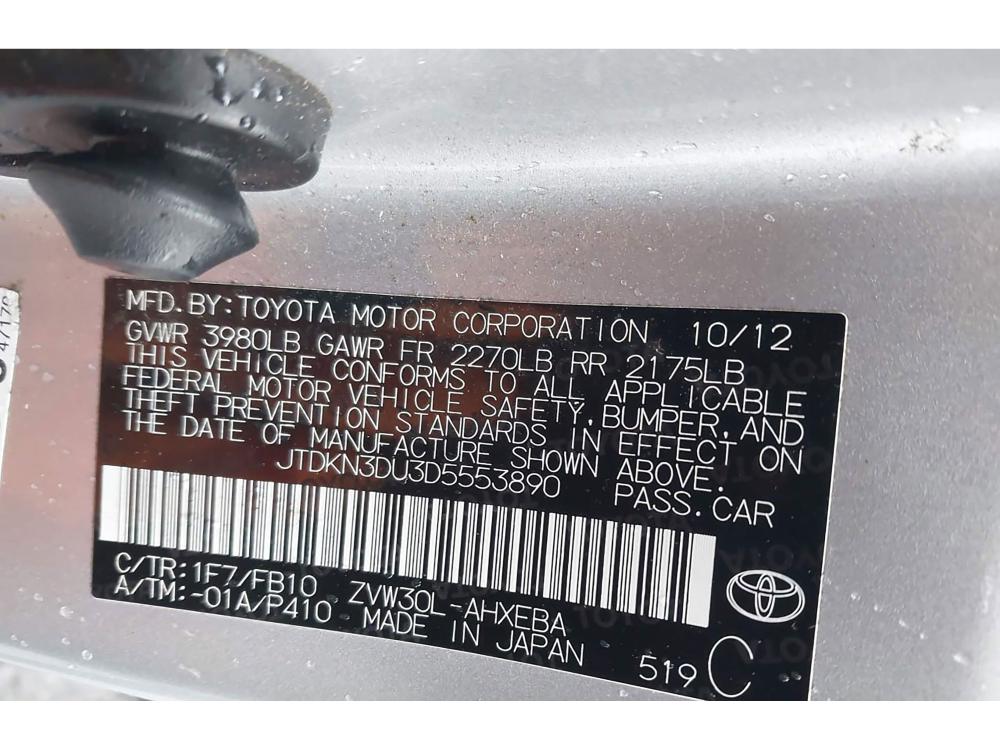 MFD.BY:TOYOTA MOTOR CORPORATION 10/12
GVWR 3980LB GAWR FR 2270LB RR 2175LB
THIS VEHICLE CONFORMS TO ALL APPLICABLE
FEDERAL MOTOR VEHICLE SAFETY,BUMPER,AND
THEFT PREVENTION STANDARDS IN EFFECT ON
THE DATE OF MANUFACTURE SHOWN ABOVE.
JTDKN3DU3D5553890 PASS.CAR
C/TR:1F7/FB10 ZVW30L-AHXEBA
A/TM:-01A/P410 MADE IN JAPAN
519 C